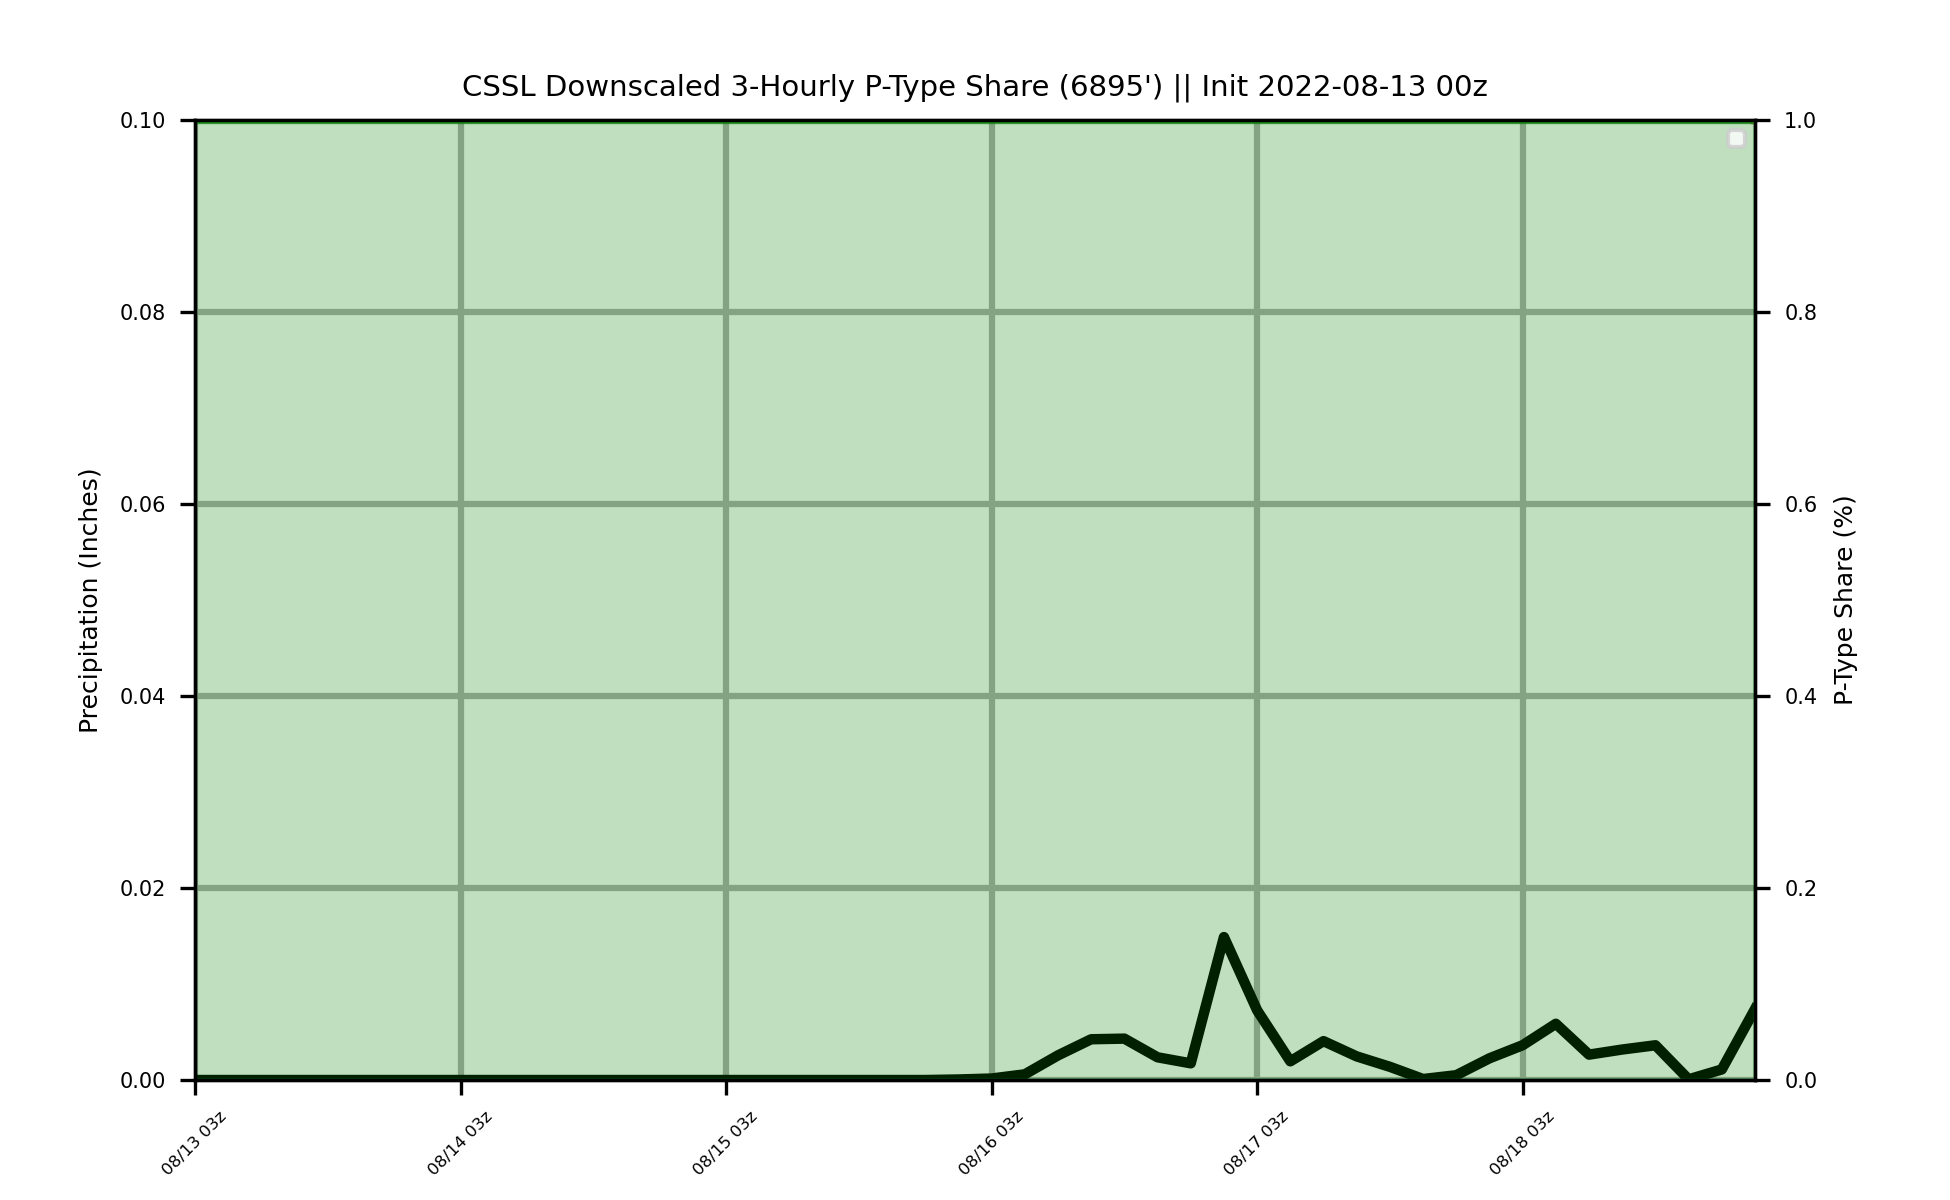 CSSL Downscaled 3-Hourly P-Type Share (6895') || Init 2022-08-13 00z
0.10
0.08
0.06
0.04
0.02
0.00
Precipitation (Inches)
1.0
0.8
0.6
0.4
0.2
0.0
P-Type Share (%)
08/13 03z
08/14 03z
08/15 03z
08/16 03z
08/17 03z
08/18 03z